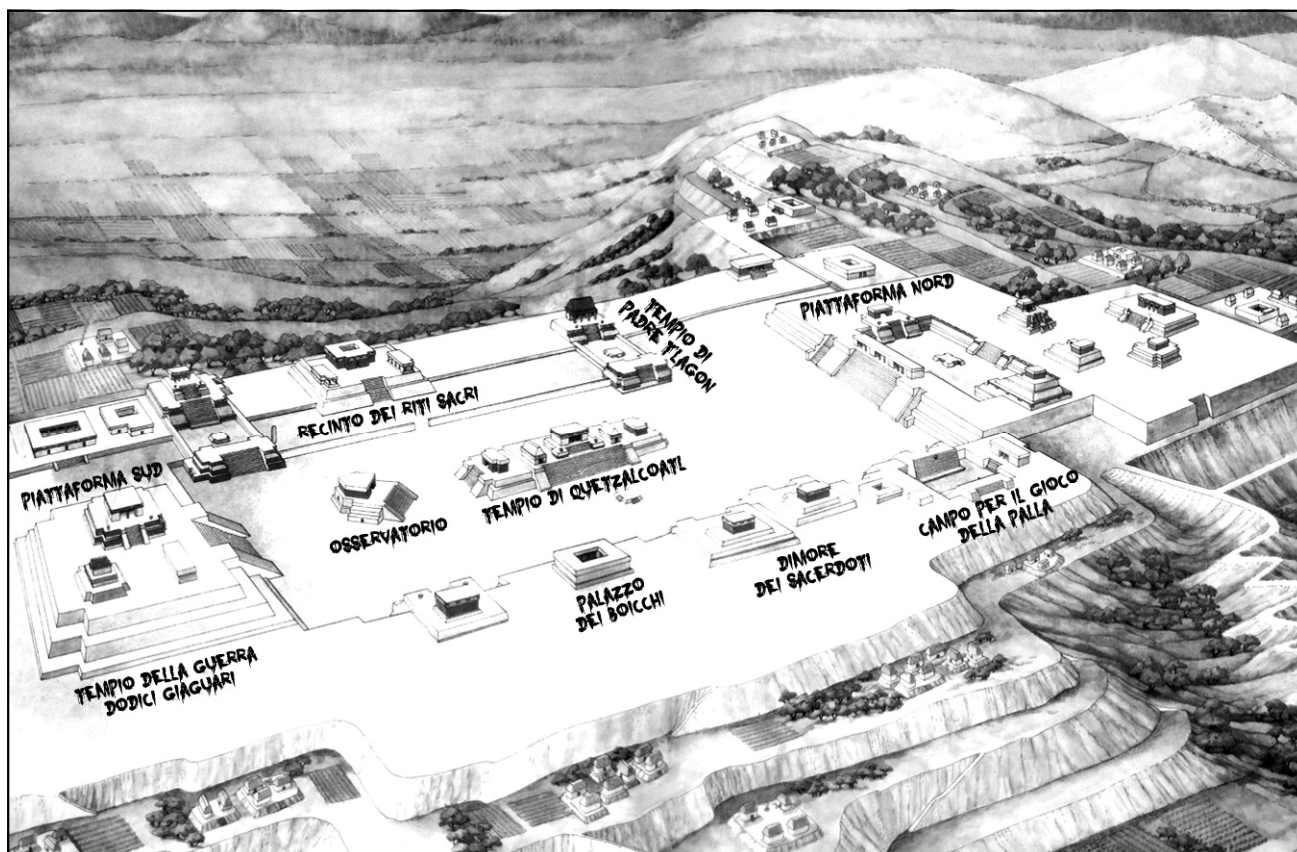 TEMPIO DI
PADRE TLAGON
PIATTAFORMA NORD
RECINTO DEI RITI SACRI
PIATTAFORMA SUD
OSSERVATORIO
TEMPIO DI QUETZALCOATL
CAMPO PER IL GIOCO
DELLA PALLA
DIMORE
DEI SACERDOTI
PALAZZO
DEI BOICCHI
TEMPIO DELLA GUERRA
DODICI GIAGUARI